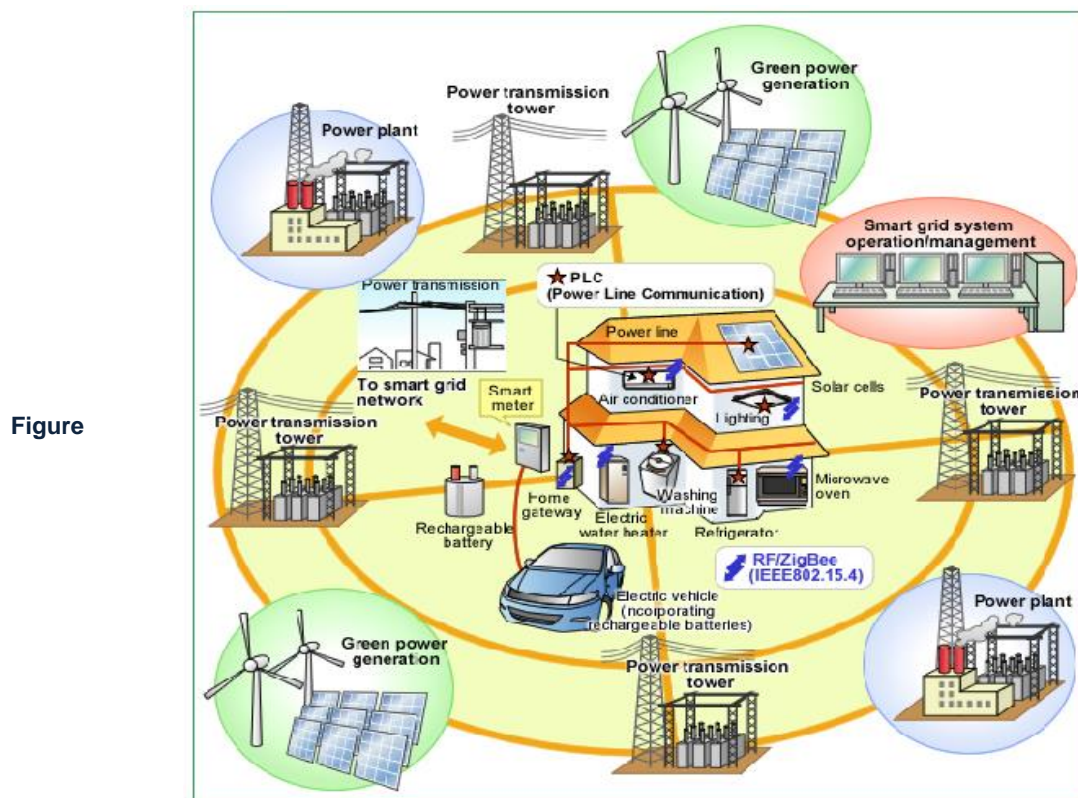 Green power
generation
Power transmission
tower
Power plant
Smart grid system
operation/management
PLC
(Power Line Communication)
Power transmission
Power line
To smart grid
network
Smart
meter
Air conditioner
Solar cells
Lighting
Power transmission
tower
Power transmission
tower
Figure
Microwave
oven
Washing
machine
Home
gateway
Electric
water heater
Refrigerator
Rechargeable
battery
RF/ZigBee
(IEEE802.15.4)
Electric vehicle
(ncorporating
rechargeable batteries)
Power plant
Green power
generation
Power transmission
tower